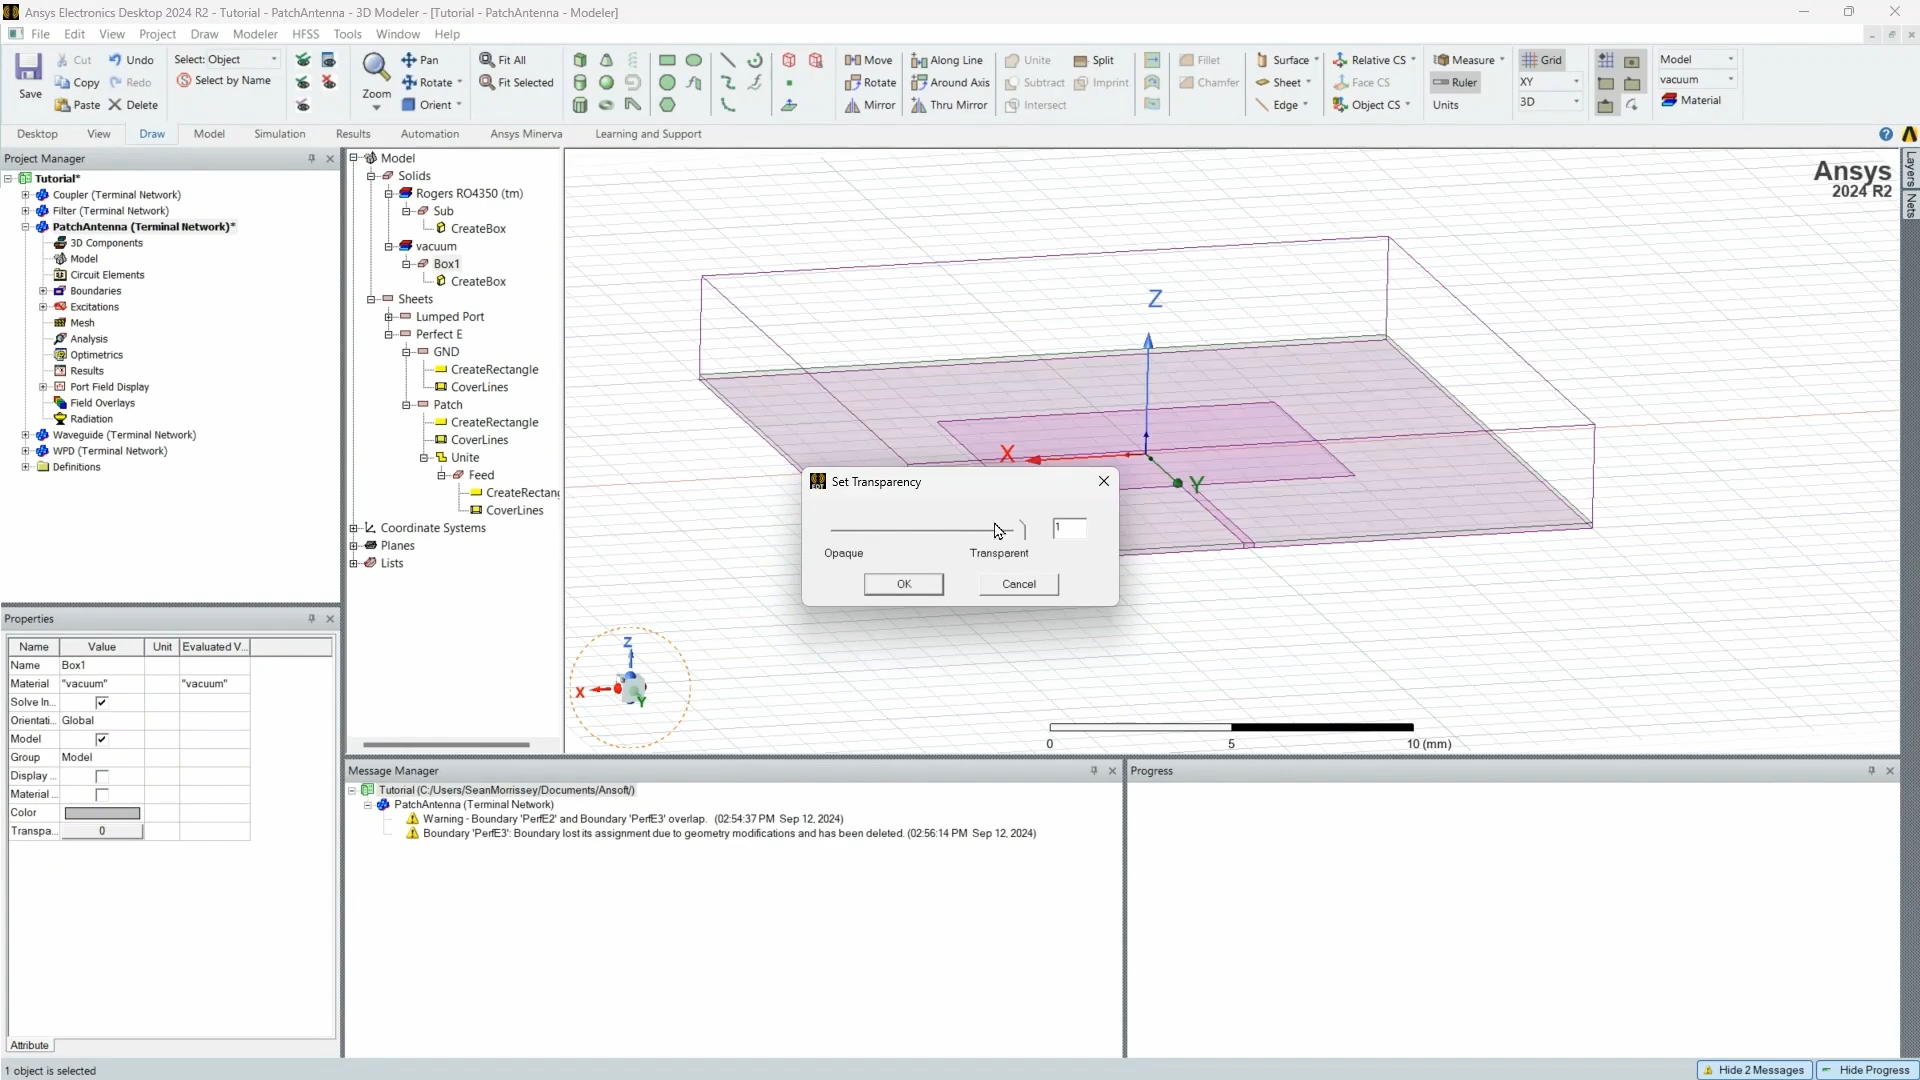 Ansys Electronics Desktop 2024 R2 - Tutorial - PatchAntenna - 3D Modeler - [Tutorial - PatchAntenna - Modeler]
File Edit View Project Draw Modeler HFSS Tools Window Help
Save
Cut
Copy
Paste
Undo
Redo
Delete
Select: Object
Select by Name
Zoom
Pan
Rotate
Orient
Fit All
Fit Selected
Move
Rotate
Mirror
Along Line
Around Axis
Thru Mirror
Unite
Subtract
Intersect
Split
Imprint
Fillet
Chamfer
Surface
Sheet
Edge
Relative CS
Face CS
Object CS
Measure
Ruler
Units
Grid
XY
3D
Model
vacuum
Material
Desktop View Draw Model Simulation Results Automation Ansys Minerva Learning and Support
Project Manager
Tutorial*
Coupler (Terminal Network)
Filter (Terminal Network)
PatchAntenna (Terminal Network)*
3D Components
Model
Circuit Elements
Boundaries
Excitations
Mesh
Analysis
Optimetrics
Results
Port Field Display
Field Overlays
Radiation
Waveguide (Terminal Network)
WPD (Terminal Network)
Definitions
Model
Solids
Rogers RO4350 (tm)
Sub
CreateBox
vacuum
Box1
CreateBox
Sheets
Lumped Port
Perfect E
GND
CreateRectangle
CoverLines
Patch
CreateRectangle
CoverLines
Unite
Feed
CreateRectang
CoverLines
Coordinate Systems
Planes
Lists
Ansys
2024 R2
Layers
Nets
Z
X
Y
Set Transparency
1
Opaque Transparent
OK Cancel
Z
X
Y
0 5 10 (mm)
Properties
Name Value Unit Evaluated V...
Name Box1
Material "vacuum" "vacuum"
Solve In...
Orientati... Global
Model
Group Model
Display ...
Material ...
Color
Transpa... 0
Attribute
Message Manager
Tutorial (C:/Users/SeanMorrissey/Documents/Ansoft/)
PatchAntenna (Terminal Network)
Warning - Boundary 'PerfE2' and Boundary 'PerfE3' overlap. (02:54:37 PM Sep 12, 2024)
Boundary 'PerfE3': Boundary lost its assignment due to geometry modifications and has been deleted. (02:56:14 PM Sep 12, 2024)
Progress
1 object is selected
Hide 2 Messages
Hide Progress